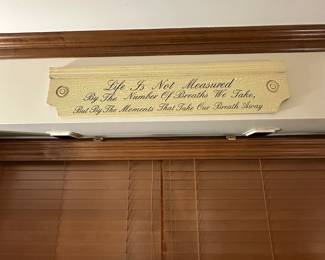 Life Is Not Measured
By The Number Of Breaths We Take,
But By The Moments That Take Our Breath Away